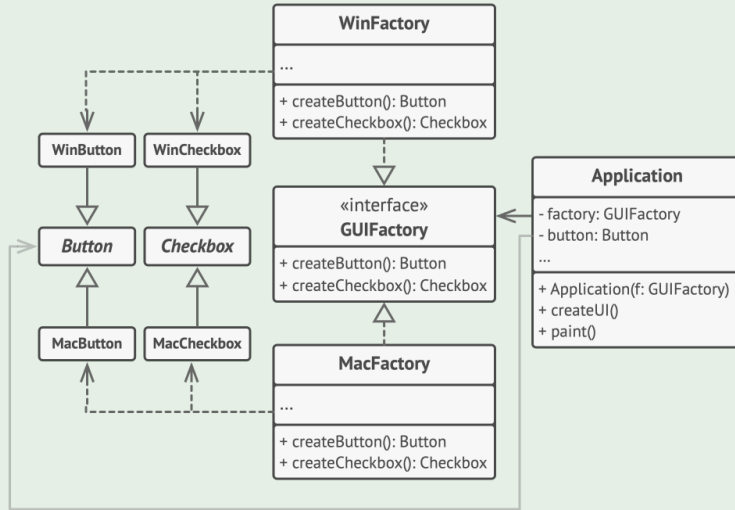 WinFactory
...
+ createButton(): Button
+ createCheckbox(): Checkbox
WinButton
WinCheckbox
Button
Checkbox
MacButton
MacCheckbox
«interface»
GUIFactory
+ createButton(): Button
+ createCheckbox(): Checkbox
Application
- factory: GUIFactory
- button: Button
...
+ Application(f: GUIFactory)
+ createUI()
+ paint()
MacFactory
...
+ createButton(): Button
+ createCheckbox(): Checkbox